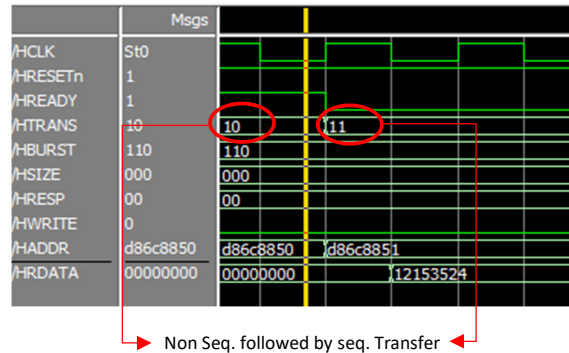 Msgs
/HCLK St0
/HRESETn 1
/HREADY 1
/HTRANS 10 10 11
/HBURST 110 110
/HSIZE 000 000
/HRESP 00 00
/HWRITE 0
/HADDR d86c8850 d86c8850 d86c8851
/HRDATA 00000000 00000000 12153524
Non Seq. followed by seq. Transfer